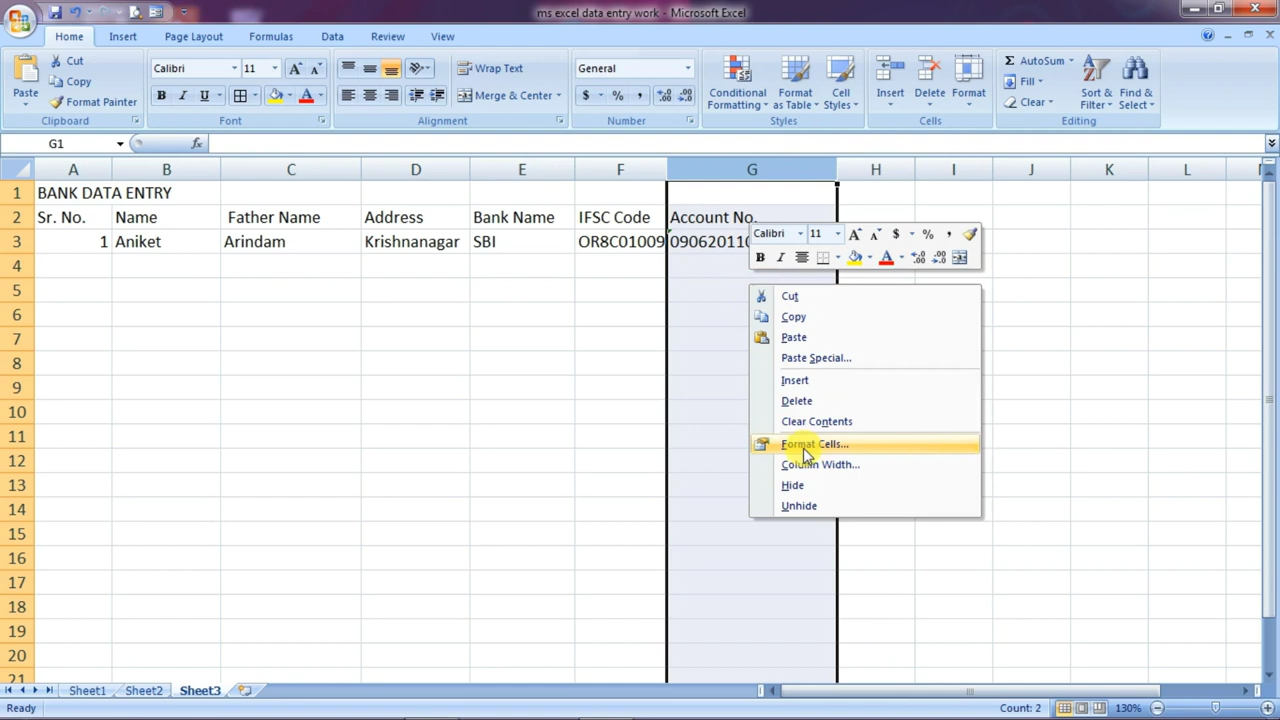 ms excel data entry work - Microsoft Excel
Home Insert Page Layout Formulas Data Review View
Paste
Cut
Copy
Format Painter
Clipboard
Calibri 11
B I U
Font
Wrap Text
Merge & Center
Alignment
General
$ % ,
Number
Conditional Formatting
Format as Table
Cell Styles
Styles
Insert Delete Format
Cells
AutoSum
Fill
Clear
Sort & Filter
Find & Select
Editing
G1 fx
A B C D E F G H I J K L
1 BANK DATA ENTRY
2 Sr. No. Name Father Name Address Bank Name IFSC Code Account No.
3 1 Aniket Arindam Krishnanagar SBI OR8C01009 09062011
4
5
6
7
8
9
10
11
12
13
14
15
16
17
18
19
20
21
Calibri 11 A A $ % ,
B I A
Cut
Copy
Paste
Paste Special...
Insert
Delete
Clear Contents
Format Cells...
Column Width...
Hide
Unhide
Sheet1 Sheet2 Sheet3
Ready Count: 2 130%